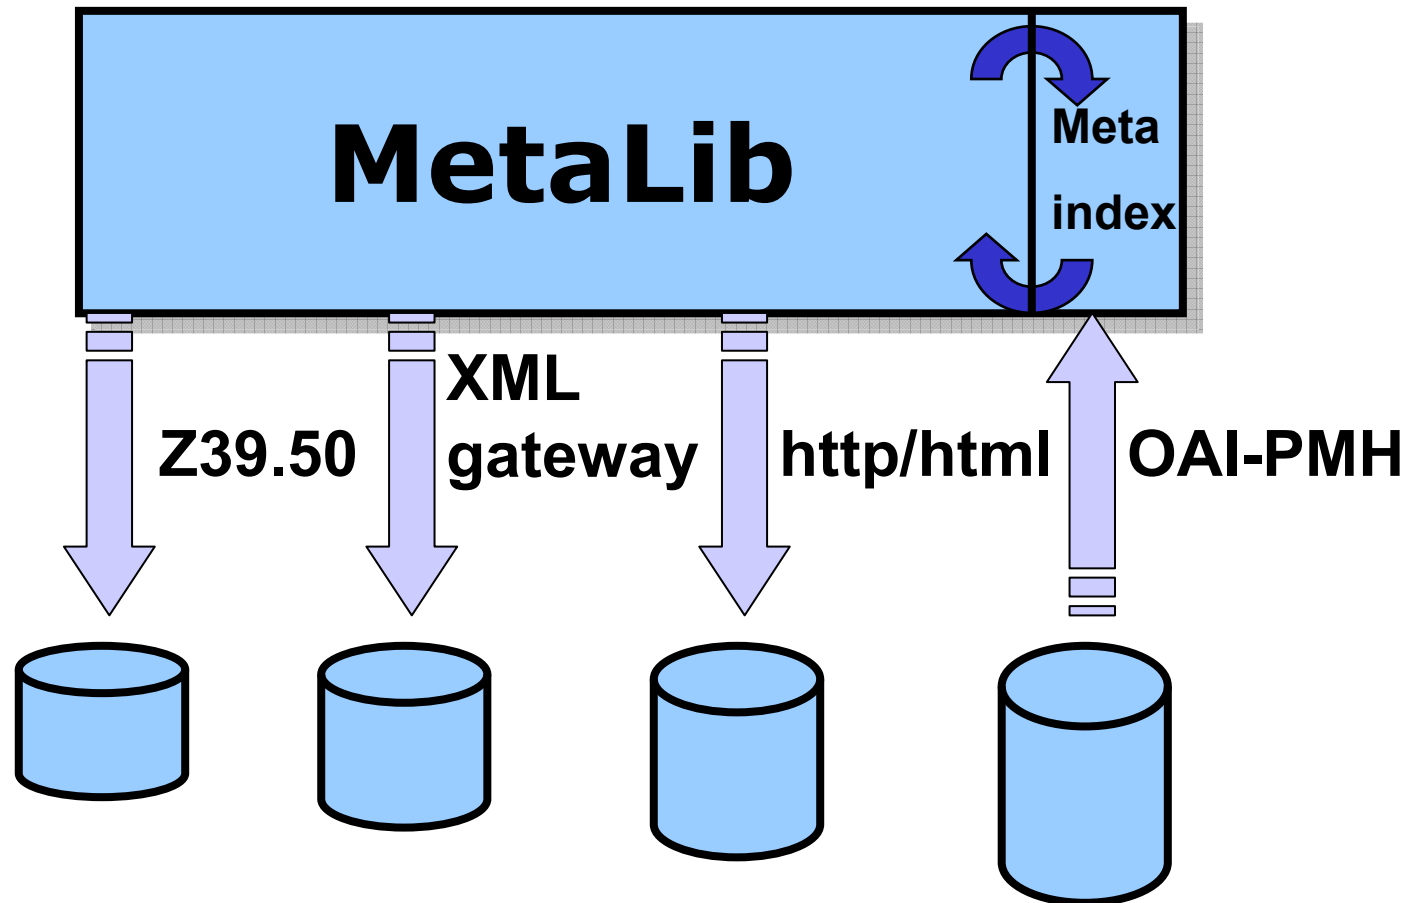 MetaLib
Meta
index
Z39.50
XML
gateway
http/html
OAI-PMH